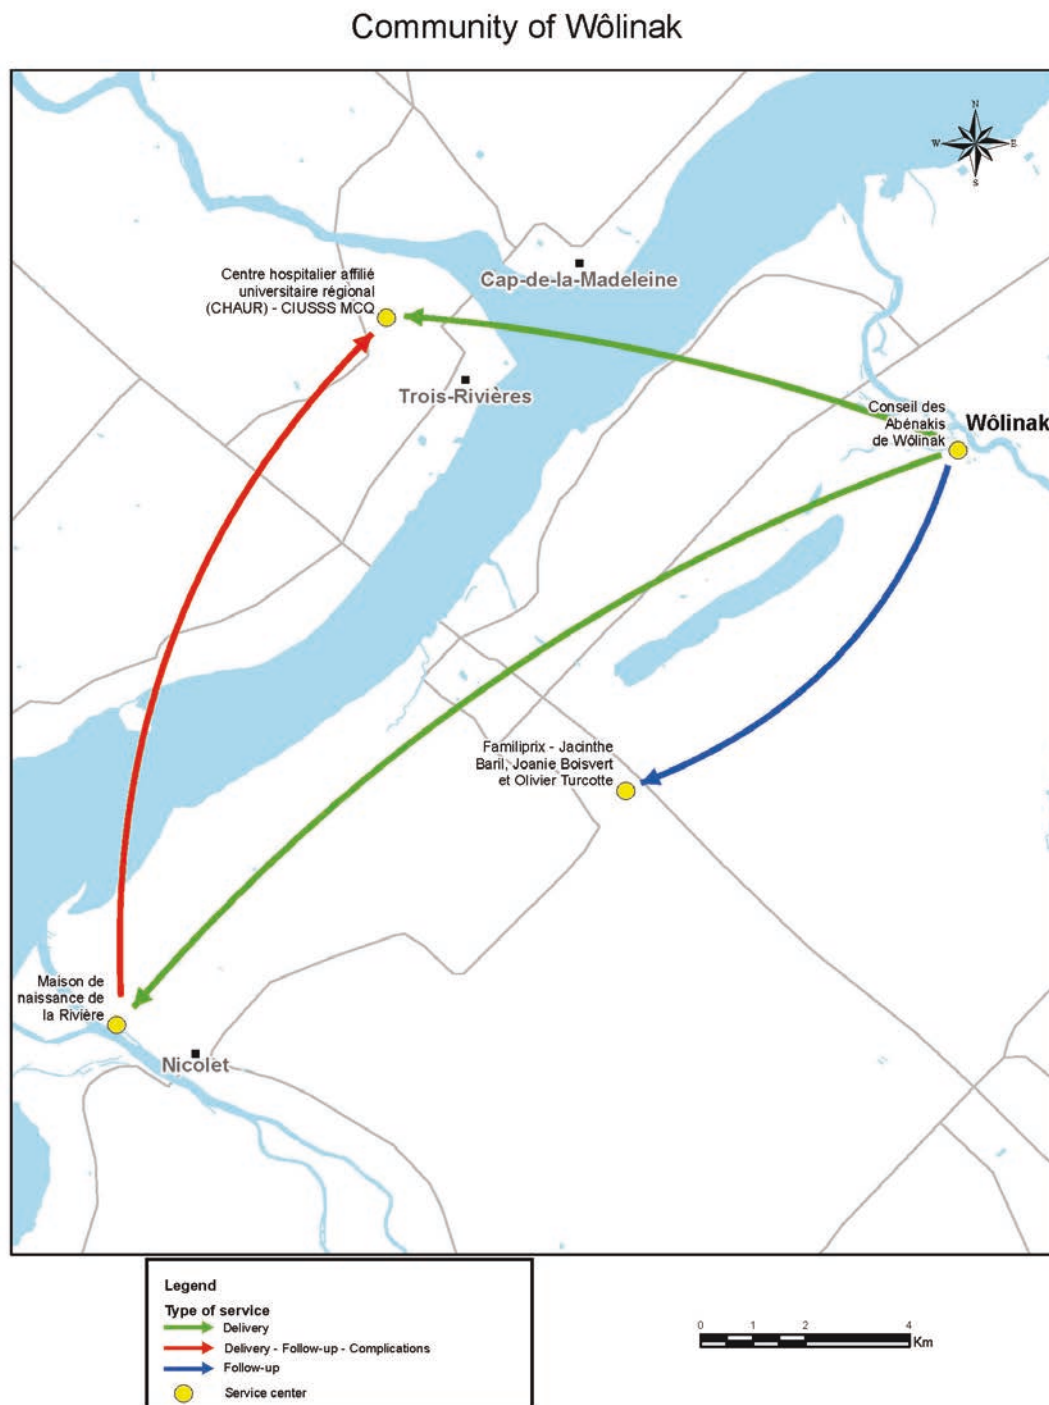 Community of Wôlinak
N
W
E
S
Centre hospitalier affilié
universitaire régional
(CHAUR) - CIUSSS MCQ
Cap-de-la-Madeleine
Trois-Rivières
Conseil des
Abénakis
de Wôlinak
Wôlinak
Familiprix - Jacinthe
Baril, Joanie Boisvert
et Olivier Turcotte
Maison de
naissance de
la Rivière
Nicolet
Legend
Type of service
Delivery
Delivery - Follow-up - Complications
Follow-up
Service center
0 1 2 4
Km